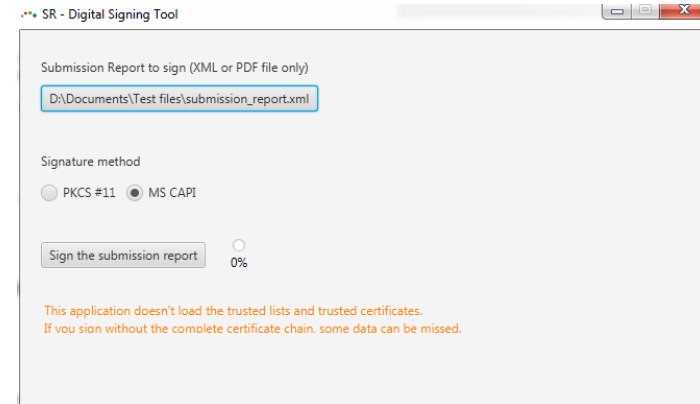 SR - Digital Signing Tool
Submission Report to sign (XML or PDF file only)
D:\Documents\Test files\submission_report.xml
Signature method
PKCS #11 MS CAPI
Sign the submission report
0%
This application doesn't load the trusted lists and trusted certificates.
If you sign without the complete certificate chain, some data can be missed.